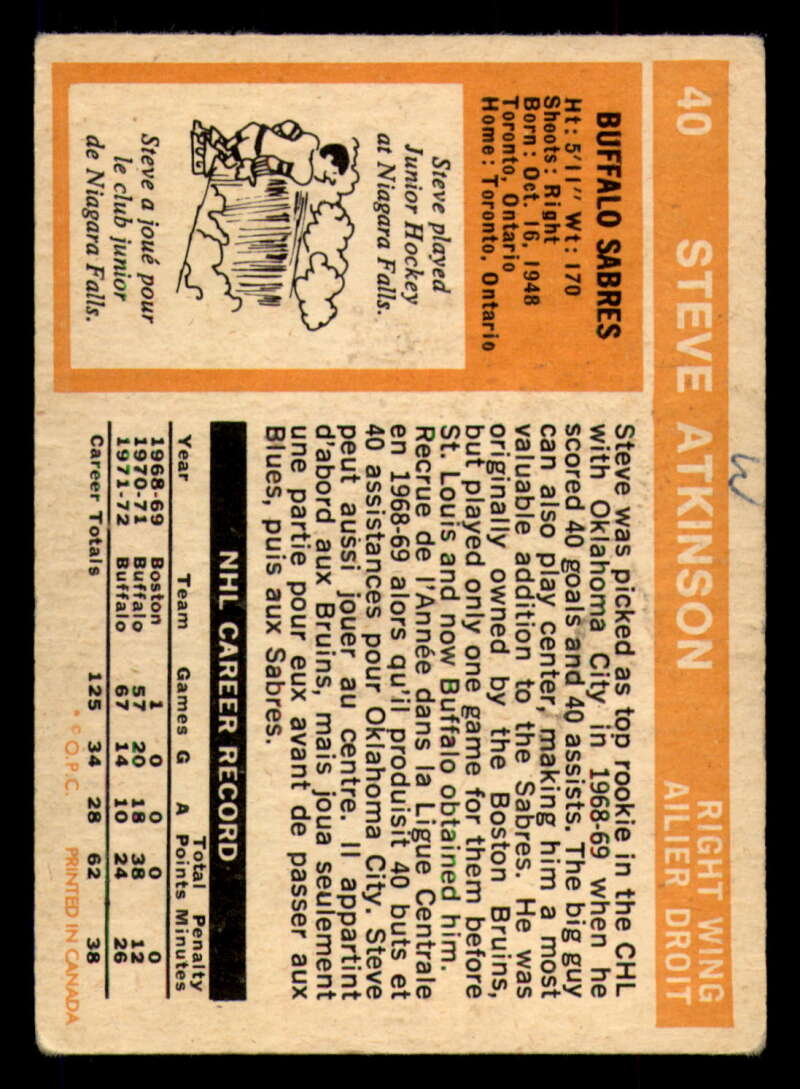 40 STEVE ATKINSON RIGHT WING
AILIER DROIT
W
BUFFALO SABRES
Ht: 5'11" Wt: 170
Shoots: Right
Born: Oct. 16, 1948
Toronto, Ontario
Home: Toronto, Ontario
Steve played
Junior Hockey
at Niagara Falls.
Steve a joué pour
le club junior
de Niagara Falls.
Steve was picked as top rookie in the CHL
with Oklahoma City in 1968-69 when he
scored 40 goals and 40 assists. The big guy
can also play center, making him a most
valuable addition to the Sabres. He was
originally owned by the Boston Bruins,
but played only one game for them before
St. Louis and now Buffalo obtained him.
Recrue de l'Année dans la Ligue Centrale
en 1968-69 alors qu'il produisit 40 buts et
40 assistances pour Oklahoma City. Steve
peut aussi jouer au centre. Il appartint
d'abord aux Bruins, mais joua seulement
une partie pour eux avant de passer aux
Blues, puis aux Sabres.
NHL CAREER RECORD
Total Penalty
Year Team Games G A Points Minutes
1968-69 Boston 1 0 0 0 0
1970-71 Buffalo 57 20 18 38 12
1971-72 Buffalo 67 14 10 24 26
Career Totals 125 34 28 62 38
* © O.P.C. PRINTED IN CANADA